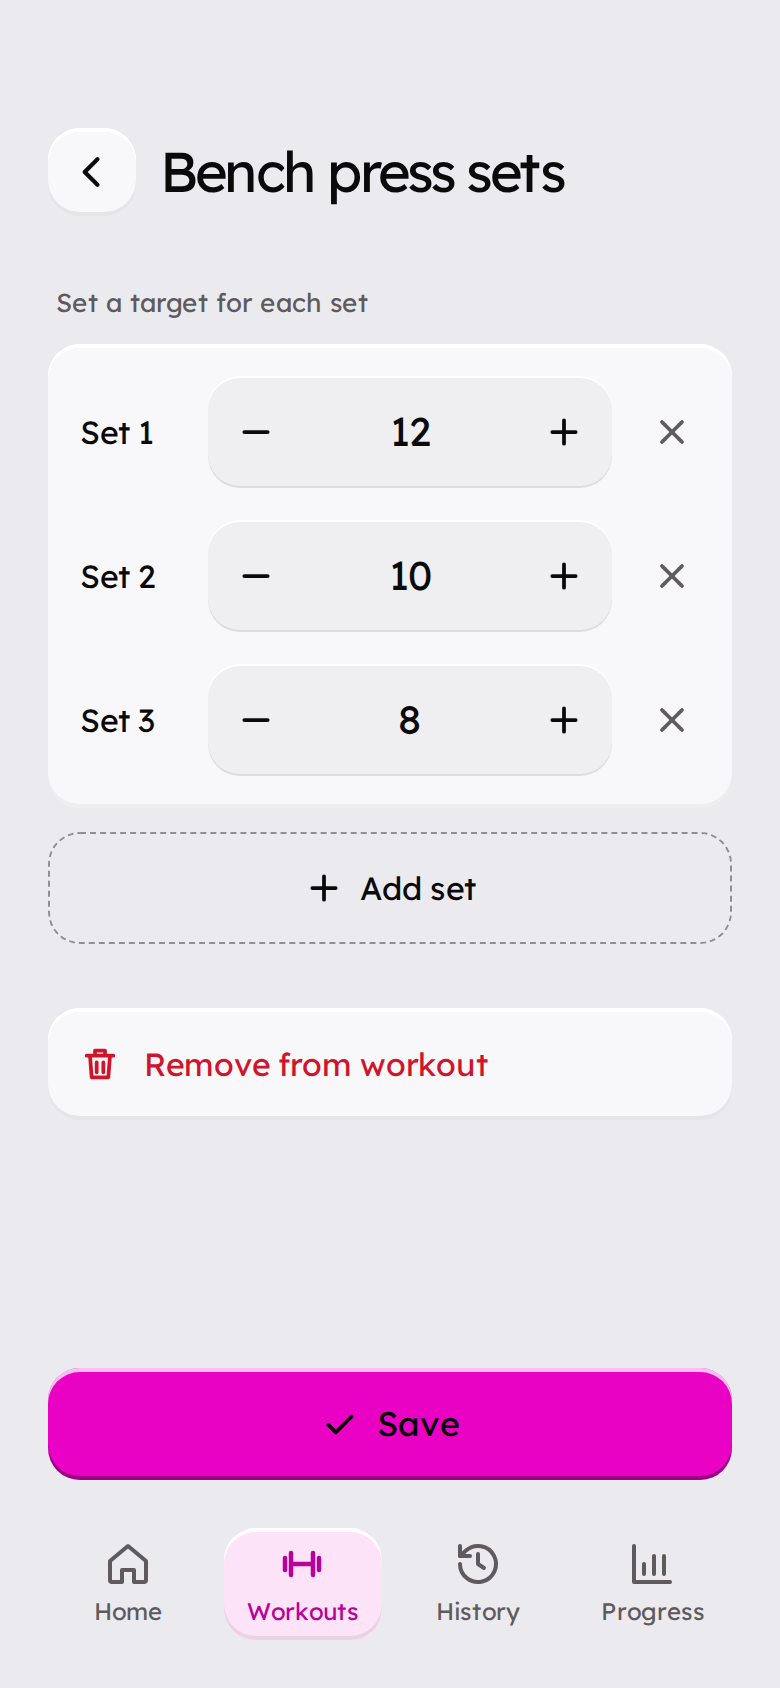 Bench press sets
Set a target for each set
Set 1 12
Set 2 10
Set 3 8
Add set
Remove from workout
Save
Home Workouts History Progress